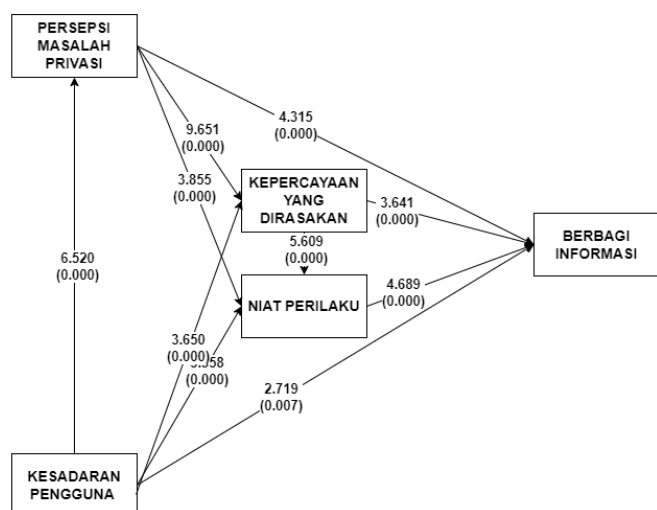 PERSEPSI
MASALAH
PRIVASI
4.315
(0.000)
9.651
(0.000)
3.855
(0.000)
KEPERCAYAAN
YANG
DIRASAKAN
3.641
(0.000)
5.609
(0.000)
BERBAGI
INFORMASI
6.520
(0.000)
NIAT PERILAKU
4.689
(0.000)
3.650
(0.000)
(0.000)
2.719
(0.007)
KESADARAN
PENGGUNA